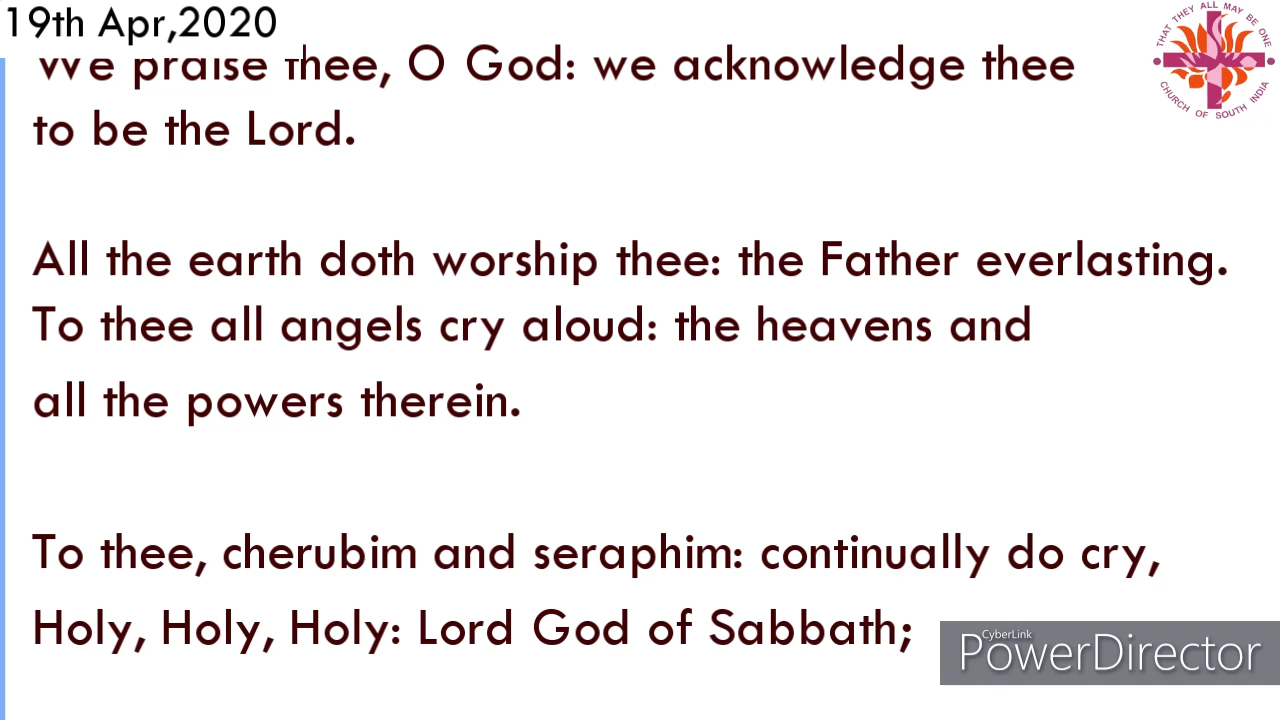 19th Apr,2020
We praise thee, O God: we acknowledge thee
to be the Lord.
All the earth doth worship thee: the Father everlasting.
To thee all angels cry aloud: the heavens and
all the powers therein.
To thee, cherubim and seraphim: continually do cry,
Holy, Holy, Holy: Lord God of Sabbath;
THAT THEY ALL MAY BE ONE
CHURCH OF SOUTH INDIA
CyberLink
PowerDirector